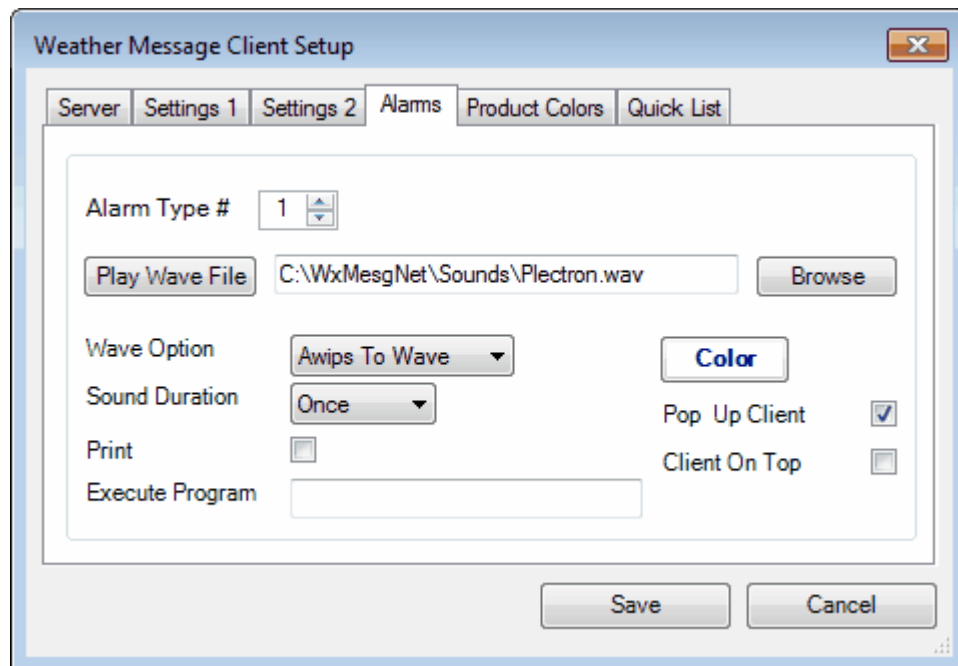 Weather Message Client Setup
Server Settings 1 Settings 2 Alarms Product Colors Quick List
Alarm Type # 1
Play Wave File C:\WxMesgNet\Sounds\Plectron.wav Browse
Wave Option Awips To Wave Color
Sound Duration Once Pop Up Client
Print Client On Top
Execute Program
Save Cancel